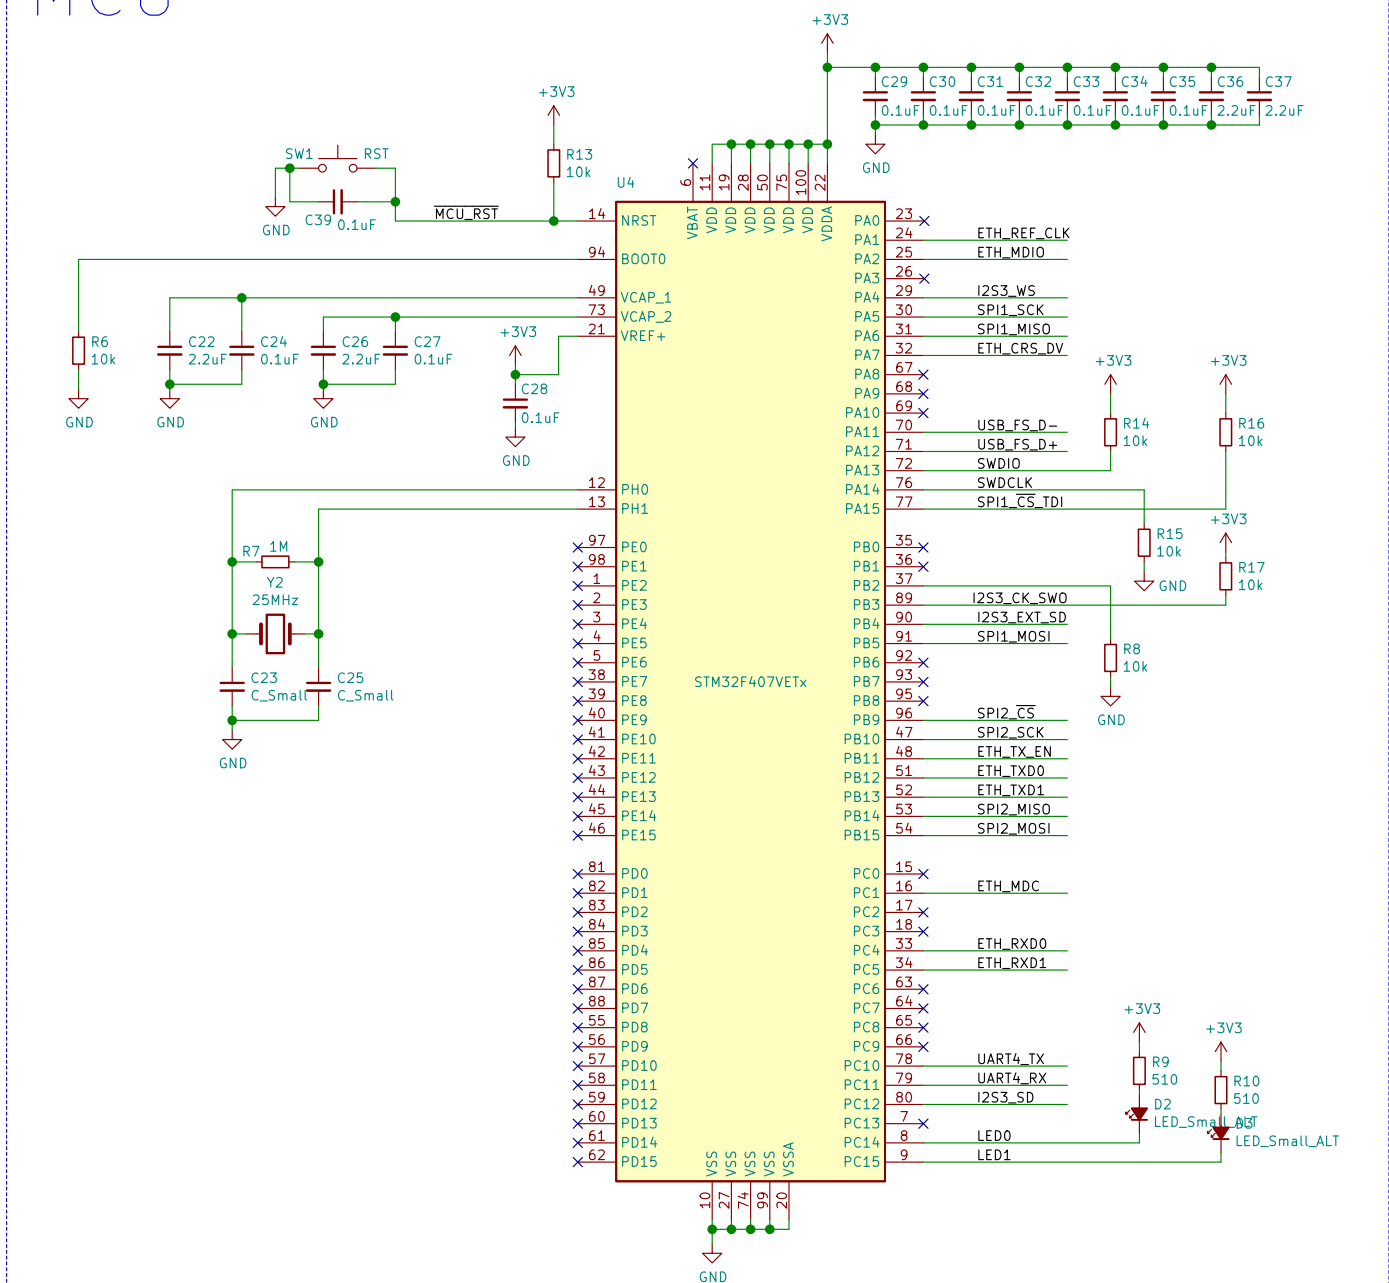 MCU
+3V3
C29
0.1uF
C30
0.1uF
C31
0.1uF
C32
0.1uF
C33
0.1uF
C34
0.1uF
C35
0.1uF
C36
2.2uF
C37
2.2uF
GND
+3V3
R13
10k
SW1
RST
C39
0.1uF
GND
MCU_RST
R6
10k
GND
C22
2.2uF
C24
0.1uF
GND
C26
2.2uF
C27
0.1uF
GND
+3V3
C28
0.1uF
GND
R7
1M
Y2
25MHz
C23
C_Small
C25
C_Small
GND
U4
STM32F407VETx
6 VBAT
11 VDD
19 VDD
28 VDD
50 VDD
75 VDD
100 VDD
22 VDDA
14 NRST
94 BOOT0
49 VCAP_1
73 VCAP_2
21 VREF+
12 PH0
13 PH1
97 PE0
98 PE1
1 PE2
2 PE3
3 PE4
4 PE5
5 PE6
38 PE7
39 PE8
40 PE9
41 PE10
42 PE11
43 PE12
44 PE13
45 PE14
46 PE15
81 PD0
82 PD1
83 PD2
84 PD3
85 PD4
86 PD5
87 PD6
88 PD7
55 PD8
56 PD9
57 PD10
58 PD11
59 PD12
60 PD13
61 PD14
62 PD15
PA0 23
PA1 24 ETH_REF_CLK
PA2 25 ETH_MDIO
PA3 26
PA4 29 I2S3_WS
PA5 30 SPI1_SCK
PA6 31 SPI1_MISO
PA7 32 ETH_CRS_DV
PA8 67
PA9 68
PA10 69
PA11 70 USB_FS_D-
PA12 71 USB_FS_D+
PA13 72 SWDIO
PA14 76 SWDCLK
PA15 77 SPI1_CS_TDI
PB0 35
PB1 36
PB2 37
PB3 89 I2S3_CK_SWO
PB4 90 I2S3_EXT_SD
PB5 91 SPI1_MOSI
PB6 92
PB7 93
PB8 95
PB9 96 SPI2_CS
PB10 47 SPI2_SCK
PB11 48 ETH_TX_EN
PB12 51 ETH_TXD0
PB13 52 ETH_TXD1
PB14 53 SPI2_MISO
PB15 54 SPI2_MOSI
PC0 15
PC1 16 ETH_MDC
PC2 17
PC3 18
PC4 33 ETH_RXD0
PC5 34 ETH_RXD1
PC6 63
PC7 64
PC8 65
PC9 66
PC10 78 UART4_TX
PC11 79 UART4_RX
PC12 80 I2S3_SD
PC13 7
PC14 8 LED0
PC15 9 LED1
10 VSS
27 VSS
74 VSS
99 VSS
20 VSSA
GND
+3V3
R14
10k
+3V3
R16
10k
R15
10k
GND
+3V3
R17
10k
R8
10k
GND
+3V3
R9
510
D2
LED_Small_ALT
+3V3
R10
510
D3
LED_Small_ALT